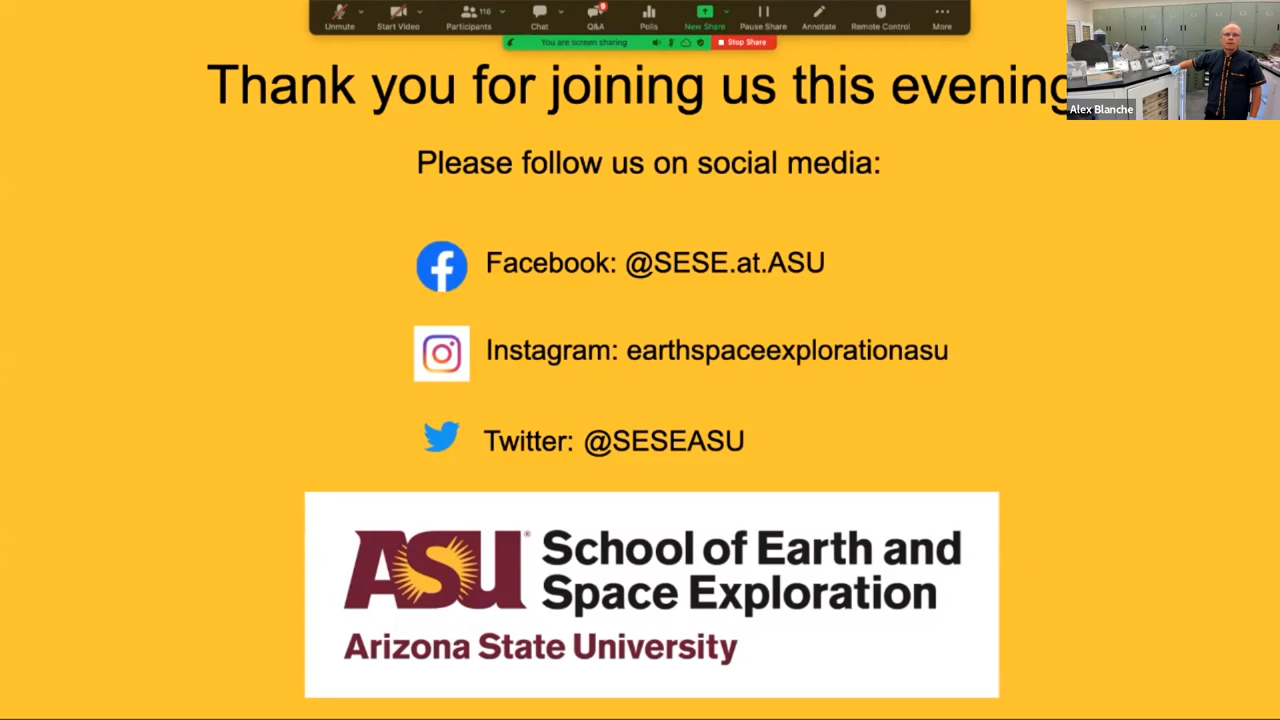 Unmute
Start Video
Participants
116
Chat
Q&A
Polls
New Share
Pause Share
Annotate
Remote Control
More
You are screen sharing
Stop Share
Alex Blanche
Thank you for joining us this evening
Please follow us on social media:
Facebook: @SESE.at.ASU
Instagram: earthspaceexplorationasu
Twitter: @SESEASU
ASU®
School of Earth and
Space Exploration
Arizona State University